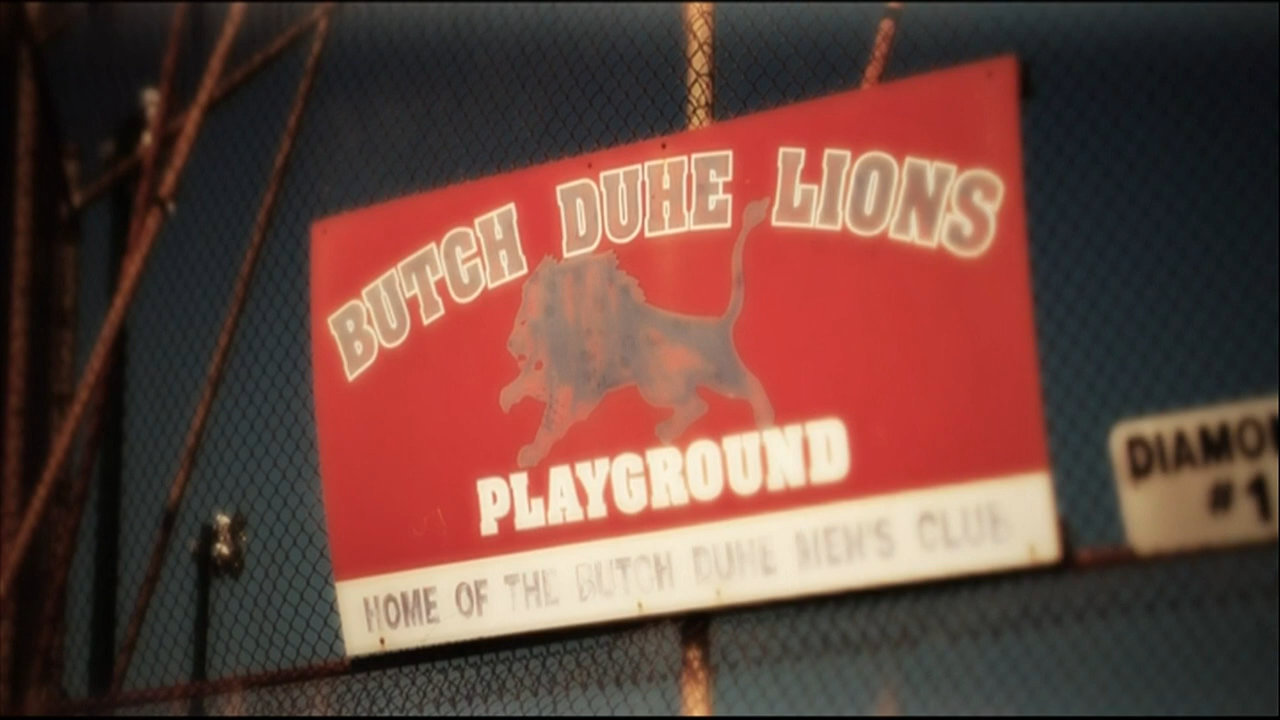 BUTCH DUHE LIONS
PLAYGROUND
HOME OF THE BUTCH DUHE MEN'S CLUB
DIAMO
#1